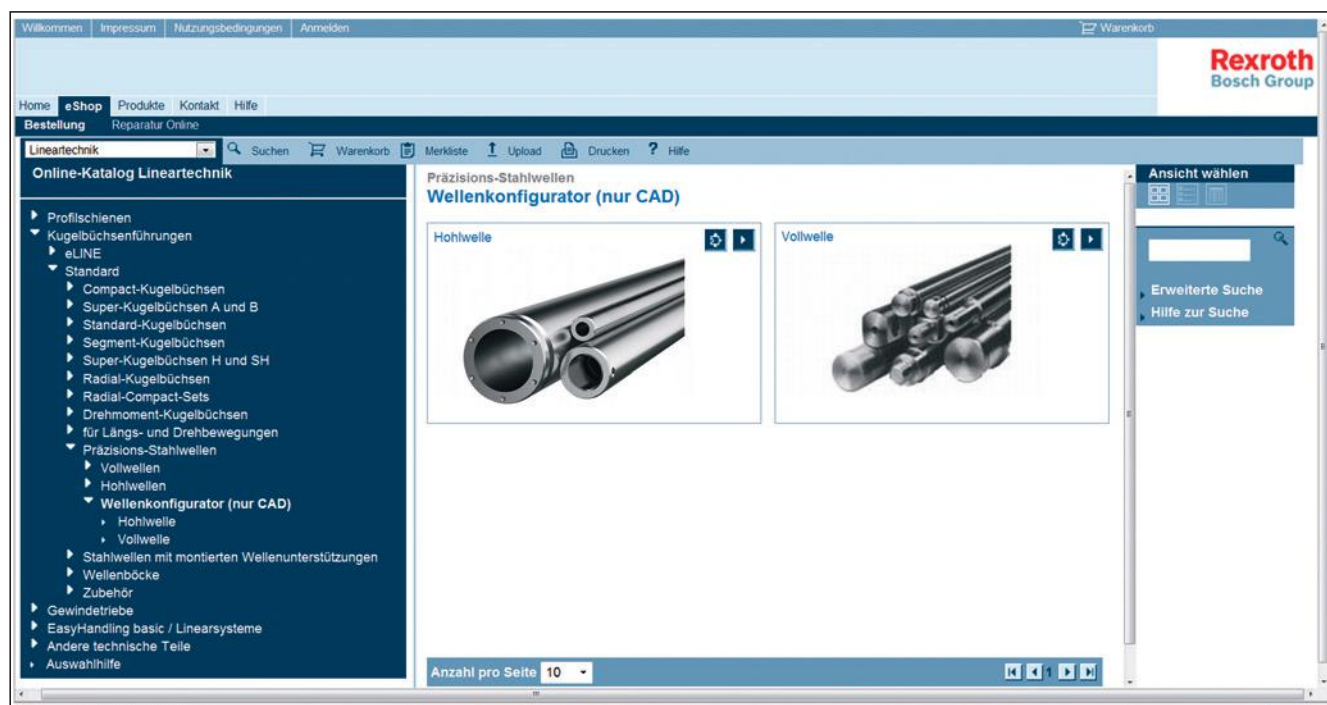 Willkommen Impressum Nutzungsbedingungen Anmelden Warenkorb
Rexroth
Bosch Group
Home eShop Produkte Kontakt Hilfe
Bestellung Reparatur Online
Lineartechnik Suchen Warenkorb Merkliste Upload Drucken ? Hilfe
Online-Katalog Lineartechnik
Profilschienen
Kugelbüchsenführungen
eLINE
Standard
Compact-Kugelbüchsen
Super-Kugelbüchsen A und B
Standard-Kugelbüchsen
Segment-Kugelbüchsen
Super-Kugelbüchsen H und SH
Radial-Kugelbüchsen
Radial-Compact-Sets
Drehmoment-Kugelbüchsen
für Längs- und Drehbewegungen
Präzisions-Stahlwellen
Vollwellen
Hohlwellen
Wellenkonfigurator (nur CAD)
Hohlwelle
Vollwelle
Stahlwellen mit montierten Wellenunterstützungen
Wellenböcke
Zubehör
Gewindetriebe
EasyHandling basic / Linearsysteme
Andere technische Teile
Auswahlhilfe
Präzisions-Stahlwellen
Wellenkonfigurator (nur CAD)
Hohlwelle
Vollwelle
Anzahl pro Seite 10 1
Ansicht wählen
Erweiterte Suche
Hilfe zur Suche